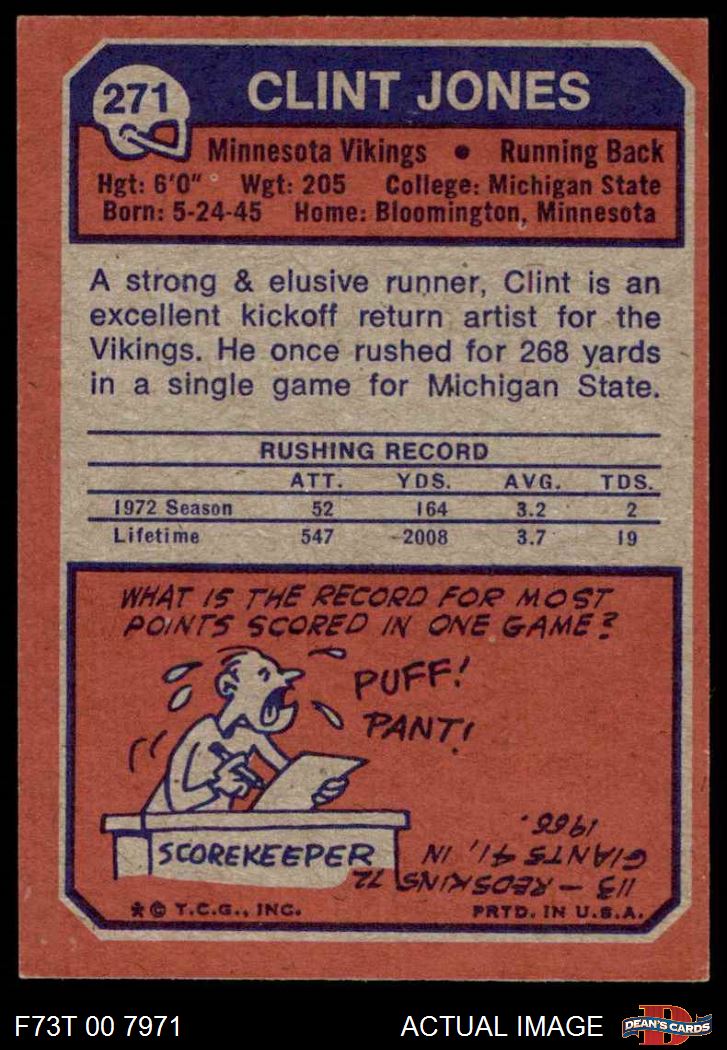 271
CLINT JONES
Minnesota Vikings • Running Back
Hgt: 6'0" Wgt: 205 College: Michigan State
Born: 5-24-45 Home: Bloomington, Minnesota
A strong & elusive runner, Clint is an
excellent kickoff return artist for the
Vikings. He once rushed for 268 yards
in a single game for Michigan State.
RUSHING RECORD
ATT. YDS. AVG. TDS.
1972 Season 52 164 3.2 2
Lifetime 547 2008 3.7 19
WHAT IS THE RECORD FOR MOST
POINTS SCORED IN ONE GAME?
PUFF!
PANT!
SCOREKEEPER
113 — REDSKINS 72
GIANTS 41, IN
1966.
* © T.C.G., INC. PRTD. IN U.S.A.
F73T 00 7971 ACTUAL IMAGE
D
DEAN'S CARDS